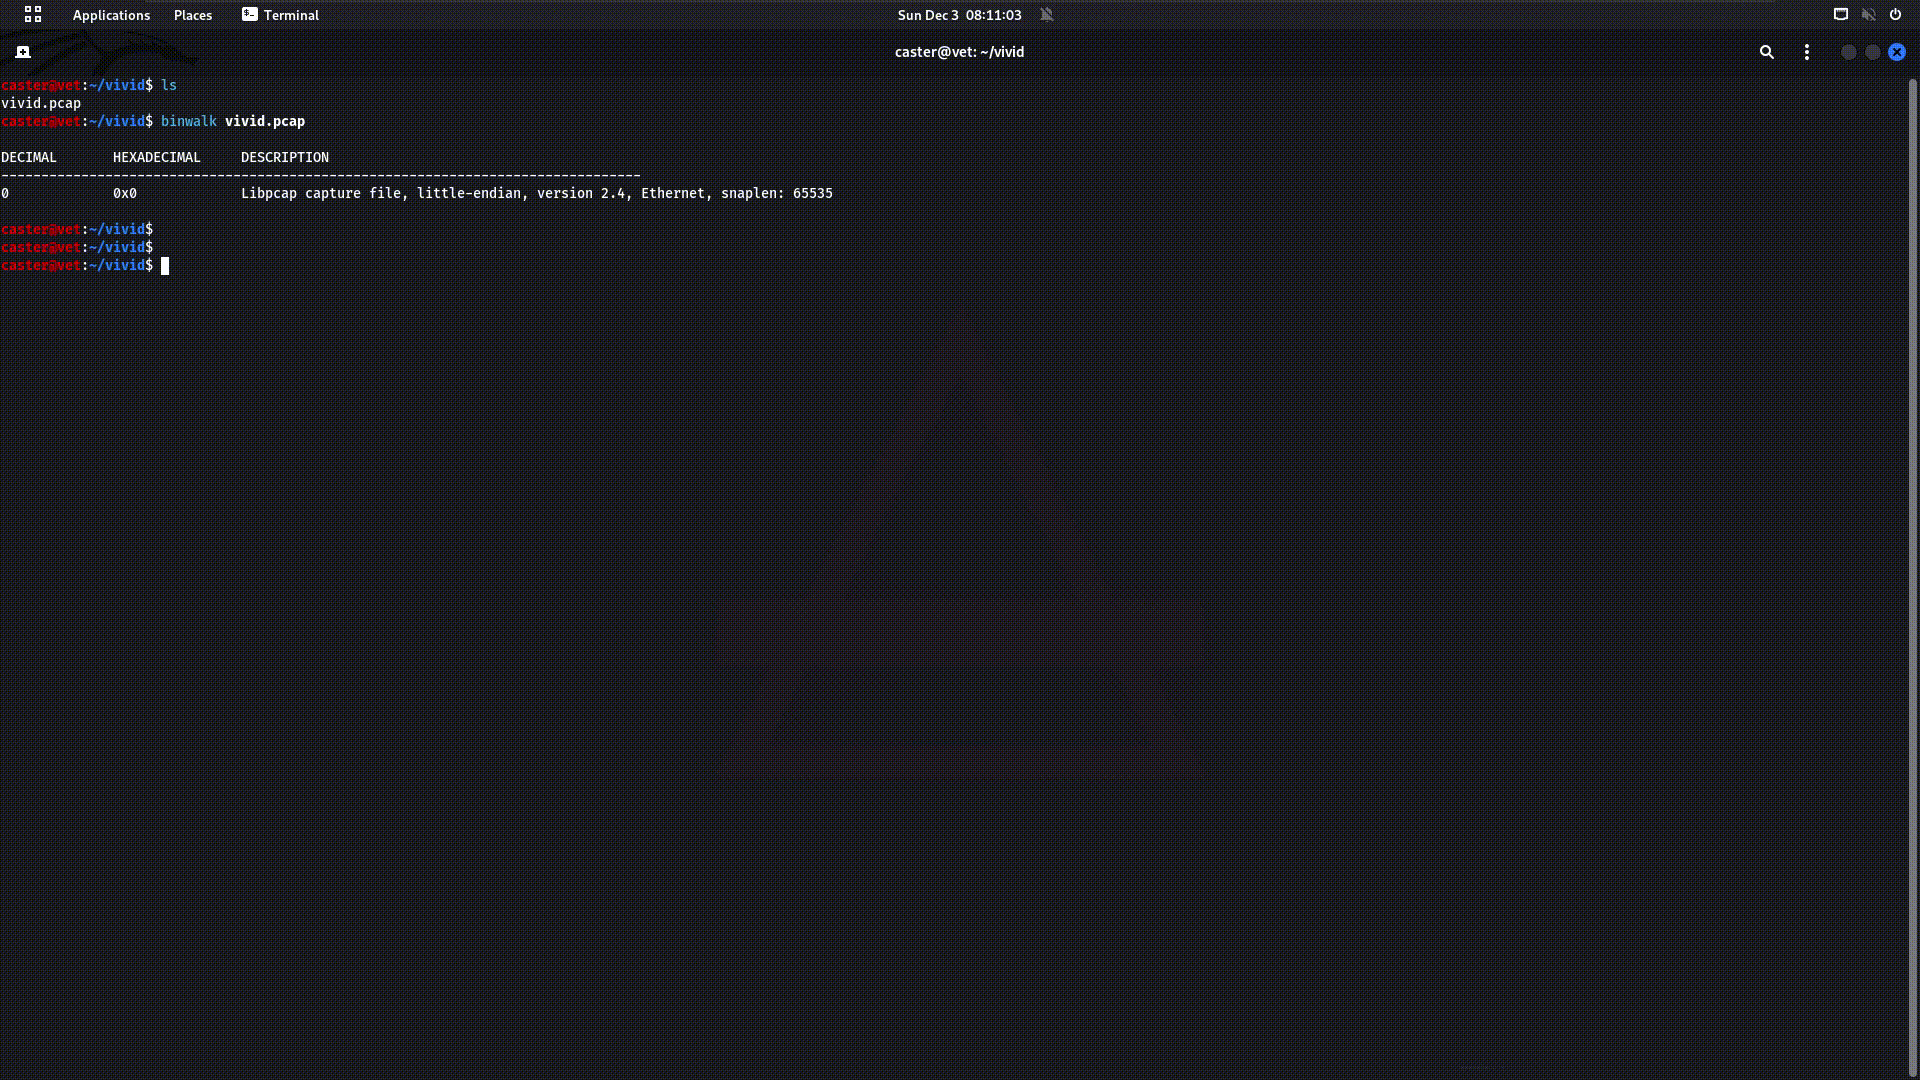 Applications Places Terminal Sun Dec 3 08:11:03
caster@vet: ~/vivid
caster@vet:~/vivid$ ls
vivid.pcap
caster@vet:~/vivid$ binwalk vivid.pcap
DECIMAL HEXADECIMAL DESCRIPTION
--------------------------------------------------------------------------------
0 0x0 Libpcap capture file, little-endian, version 2.4, Ethernet, snaplen: 65535
caster@vet:~/vivid$
caster@vet:~/vivid$
caster@vet:~/vivid$